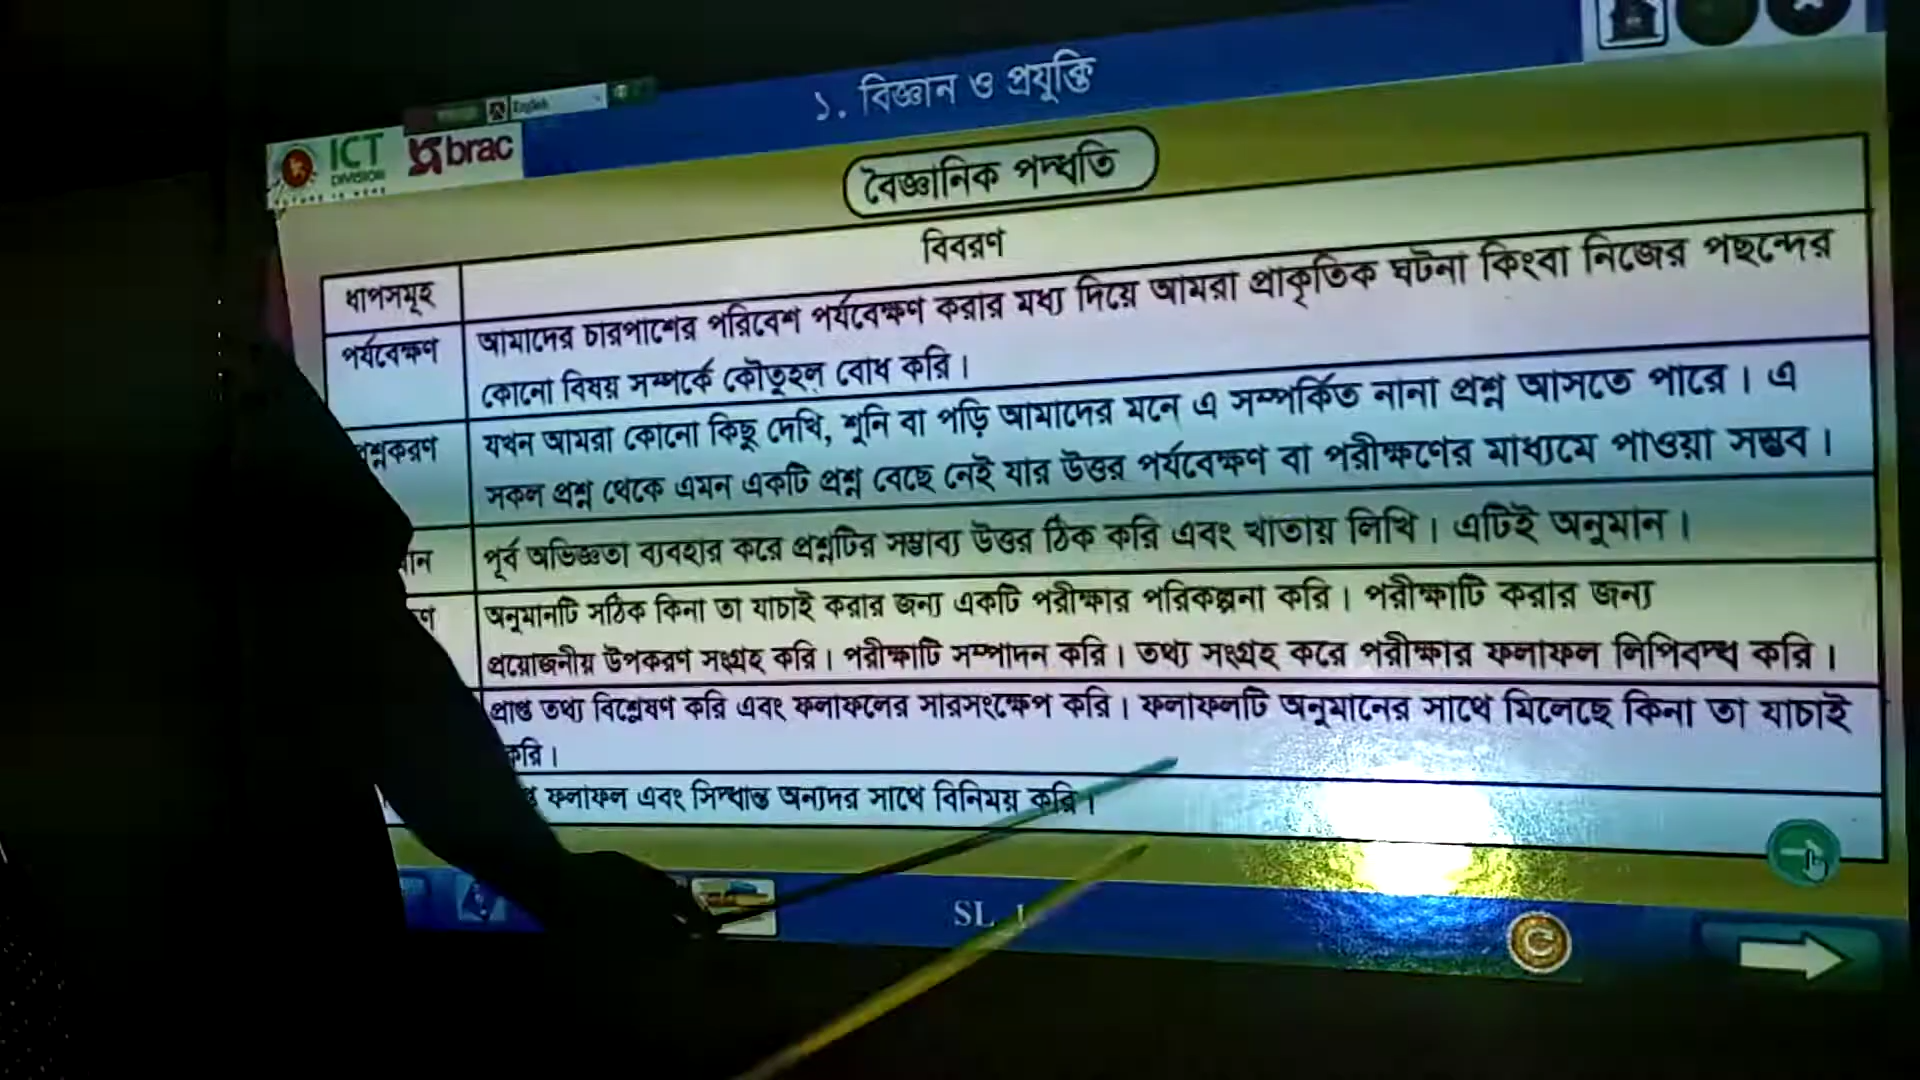 ১. বিজ্ঞান ও প্রযুক্তি
English
ICT
DIVISION
brac
বৈজ্ঞানিক পদ্ধতি
ধাপসমূহ
বিবরণ
পর্যবেক্ষণ
আমাদের চারপাশের পরিবেশ পর্যবেক্ষণ করার মধ্য দিয়ে আমরা প্রাকৃতিক ঘটনা কিংবা নিজের পছন্দের
কোনো বিষয় সম্পর্কে কৌতূহল বোধ করি।
যখন আমরা কোনো কিছু দেখি, শুনি বা পড়ি আমাদের মনে এ সম্পর্কিত নানা প্রশ্ন আসতে পারে। এ
সকল প্রশ্ন থেকে এমন একটি প্রশ্ন বেছে নেই যার উত্তর পর্যবেক্ষণ বা পরীক্ষণের মাধ্যমে পাওয়া সম্ভব।
পূর্ব অভিজ্ঞতা ব্যবহার করে প্রশ্নটির সম্ভাব্য উত্তর ঠিক করি এবং খাতায় লিখি। এটিই অনুমান।
অনুমানটি সঠিক কিনা তা যাচাই করার জন্য একটি পরীক্ষার পরিকল্পনা করি। পরীক্ষাটি করার জন্য
প্রয়োজনীয় উপকরণ সংগ্রহ করি। পরীক্ষাটি সম্পাদন করি। তথ্য সংগ্রহ করে পরীক্ষার ফলাফল লিপিবদ্ধ করি।
প্রাপ্ত তথ্য বিশ্লেষণ করি এবং ফলাফলের সারসংক্ষেপ করি। ফলাফলটি অনুমানের সাথে মিলেছে কিনা তা যাচাই
করি।
ফলাফল এবং সিদ্ধান্ত অন্যদের সাথে বিনিময় করি।
SL 1